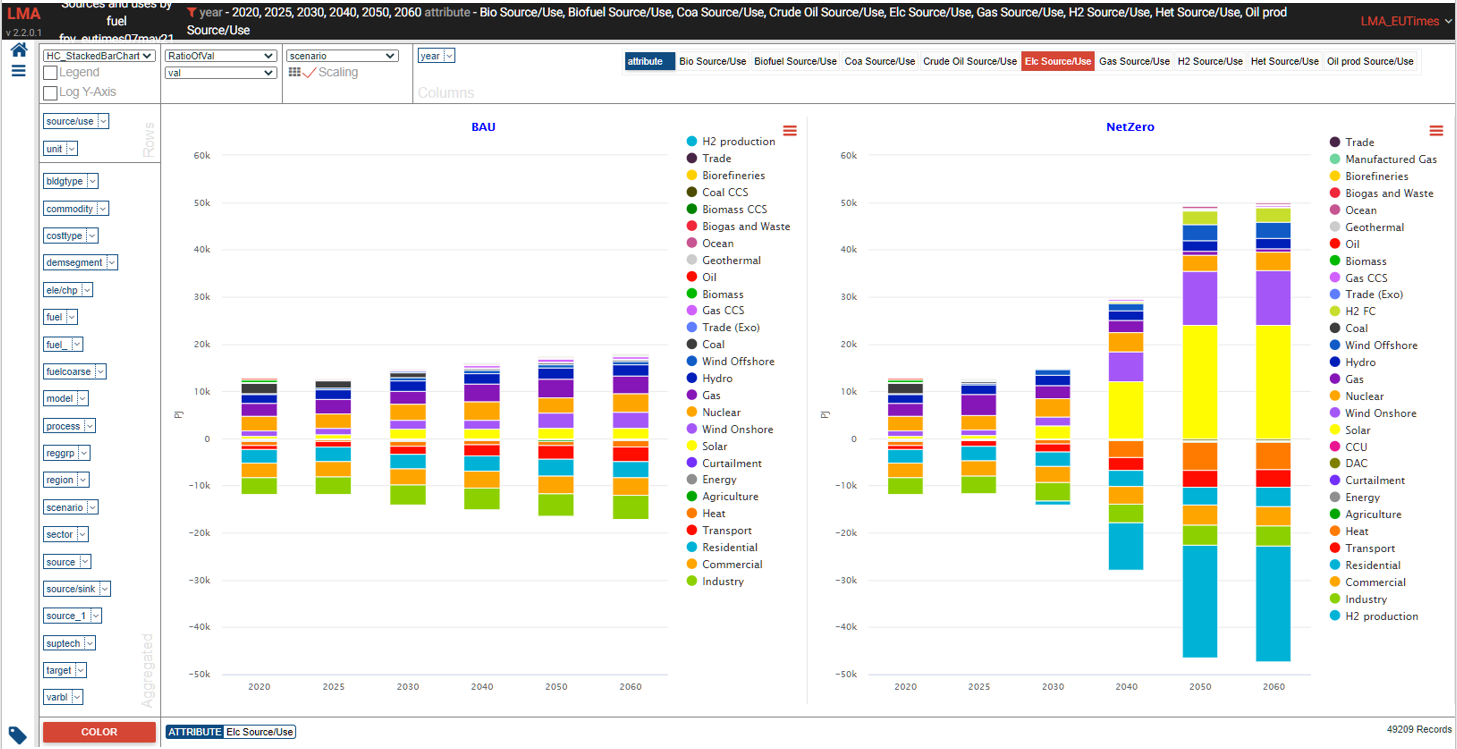 LMA
v 2.2.0.1
Sources and uses by
fuel
fpv_eutimes07may21
year - 2020, 2025, 2030, 2040, 2050, 2060 attribute - Bio Source/Use, Biofuel Source/Use, Coa Source/Use, Crude Oil Source/Use, Elc Source/Use, Gas Source/Use, H2 Source/Use, Het Source/Use, Oil prod
Source/Use
LMA_EUTimes
HC_StackedBarChart
Legend
Log Y-Axis
RatioOfVal
val
scenario
Scaling
year
Columns
attribute Bio Source/Use Biofuel Source/Use Coa Source/Use Crude Oil Source/Use Elc Source/Use Gas Source/Use H2 Source/Use Het Source/Use Oil prod Source/Use
source/use
unit
Rows
bldgtype
commodity
costtype
demsegment
ele/chp
fuel
fuel_
fuelcoarse
model
process
reggrp
region
scenario
sector
source
source/sink
source_1
suptech
target
varbl
Aggregated
BAU
PJ
60k
50k
40k
30k
20k
10k
0
−10k
−20k
−30k
−40k
−50k
2020 2025 2030 2040 2050 2060
H2 production
Trade
Biorefineries
Coal CCS
Biomass CCS
Biogas and Waste
Ocean
Geothermal
Oil
Biomass
Gas CCS
Trade (Exo)
Coal
Wind Offshore
Hydro
Gas
Nuclear
Wind Onshore
Solar
Curtailment
Energy
Agriculture
Heat
Transport
Residential
Commercial
Industry
NetZero
PJ
60k
50k
40k
30k
20k
10k
0
−10k
−20k
−30k
−40k
−50k
2020 2025 2030 2040 2050 2060
Trade
Manufactured Gas
Biorefineries
Biogas and Waste
Ocean
Geothermal
Oil
Biomass
Gas CCS
Trade (Exo)
H2 FC
Coal
Wind Offshore
Hydro
Gas
Nuclear
Wind Onshore
Solar
CCU
DAC
Curtailment
Energy
Agriculture
Heat
Transport
Residential
Commercial
Industry
H2 production
COLOR
ATTRIBUTE Elc Source/Use
49209 Records